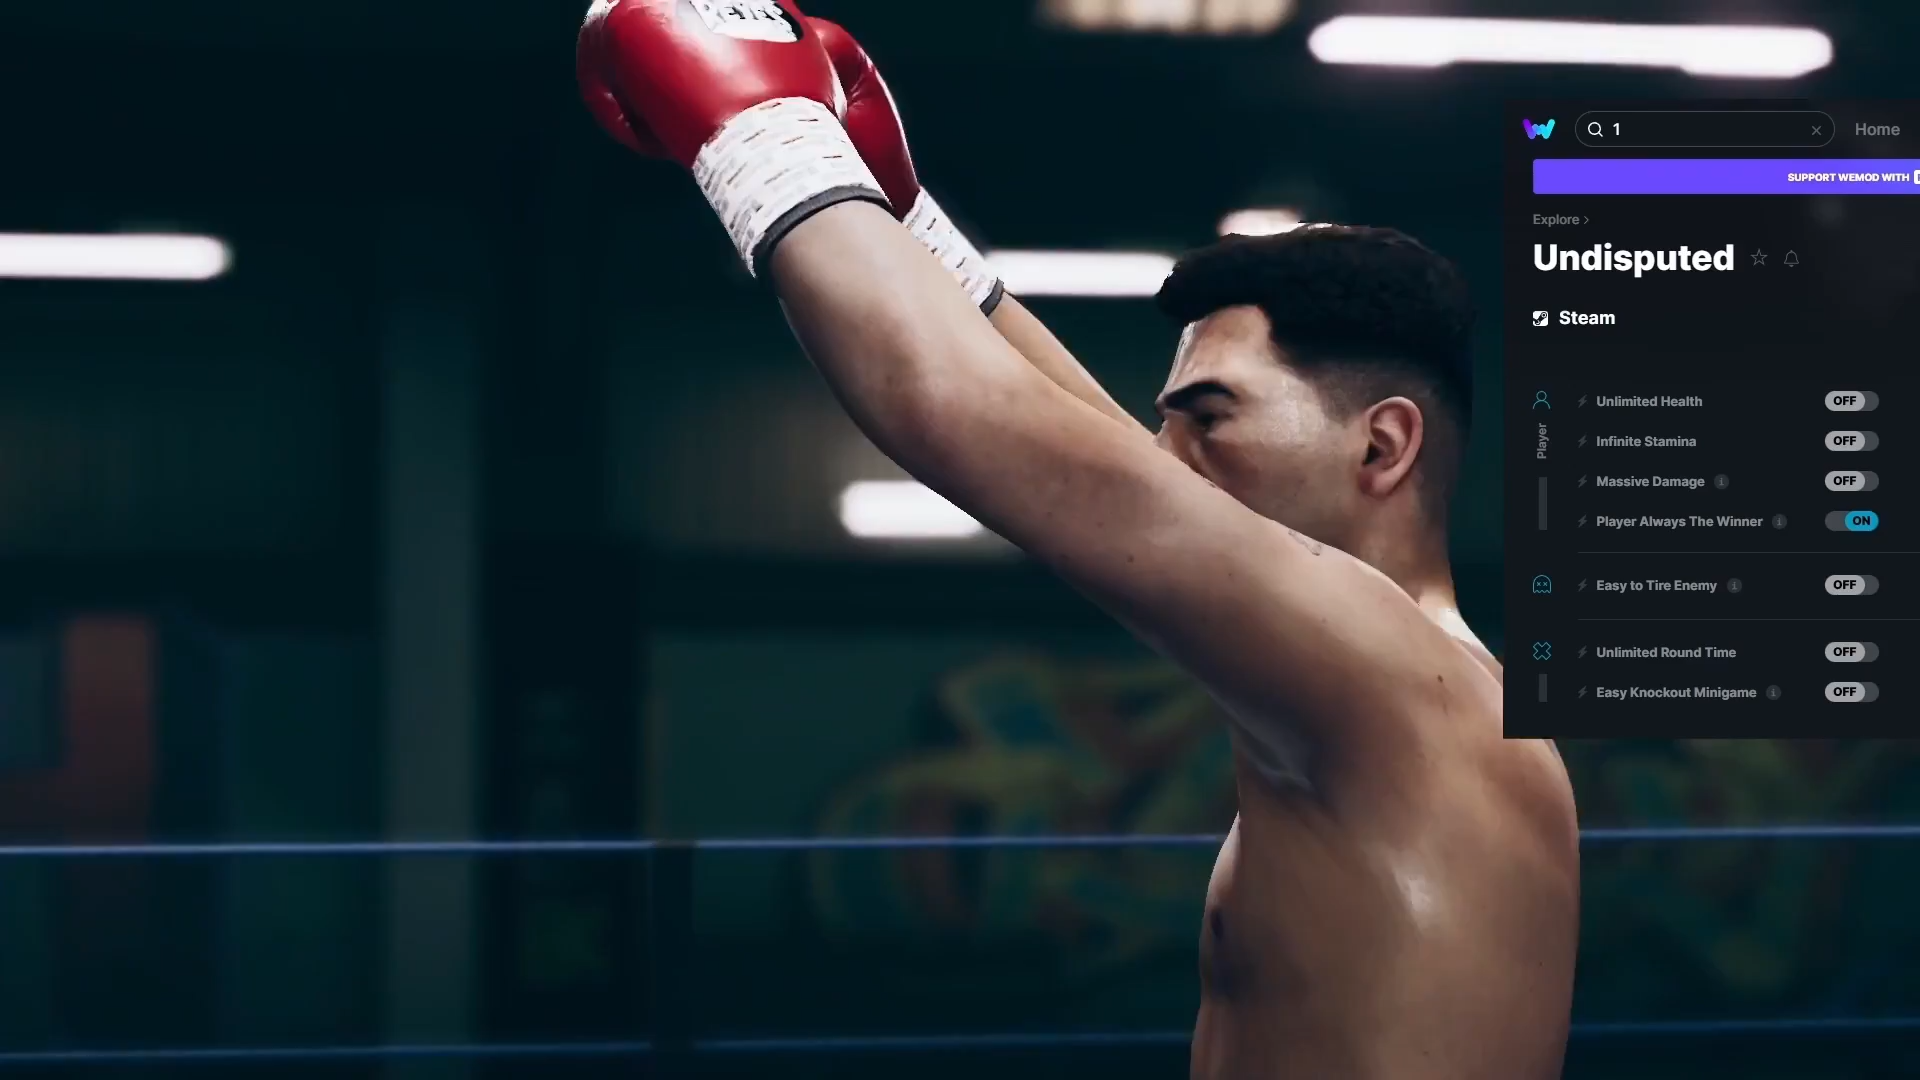 REYES
1
Home
SUPPORT WEMOD WITH
Explore >
Undisputed
Steam
Player
Unlimited Health OFF
Infinite Stamina OFF
Massive Damage OFF
Player Always The Winner ON
Easy to Tire Enemy OFF
Unlimited Round Time OFF
Easy Knockout Minigame OFF